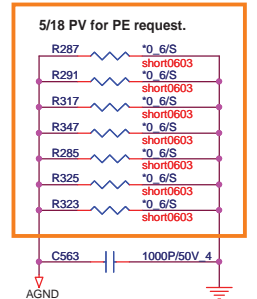 5/18 PV for PE request.
R287 *0_6/S
short0603
R291 *0_6/S
short0603
R317 *0_6/S
short0603
R347 *0_6/S
short0603
R285 *0_6/S
short0603
R325 *0_6/S
short0603
R323 *0_6/S
short0603
C563 1000P/50V_4
AGND